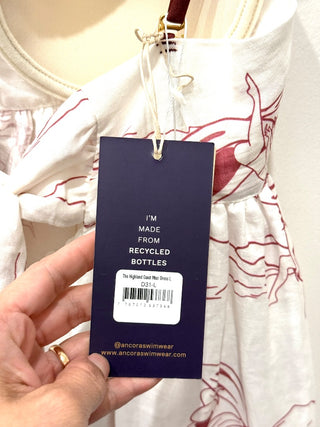 I'M
MADE
FROM
RECYCLED
BOTTLES
The Highland Coast Maxi Dress L
D31-L
@ancoraswimwear
www.ancoraswimwear.com